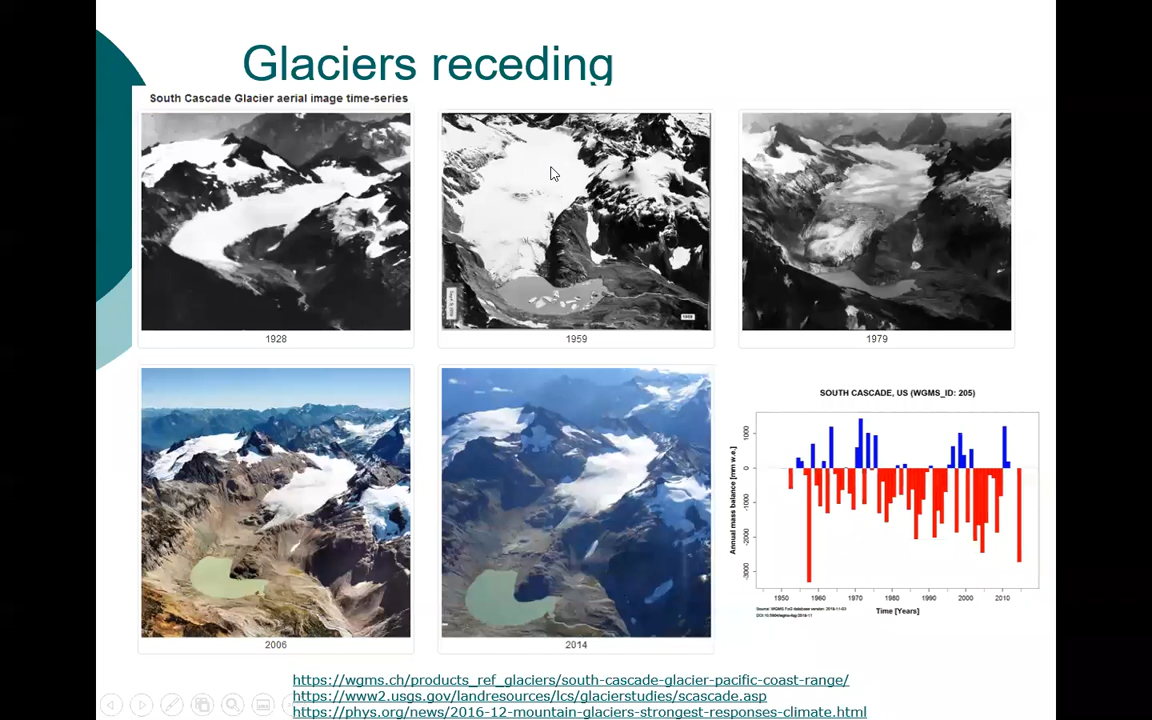 Glaciers receding
South Cascade Glacier aerial image time-series
1928
1959
1979
2006
2014
SOUTH CASCADE, US (WGMS_ID: 205)
Annual mass balance [mm w.e.]
1000
0
-1000
-2000
-3000
1950
1960
1970
1980
1990
2000
2010
Time [Years]
https://wgms.ch/products_ref_glaciers/south-cascade-glacier-pacific-coast-range/
https://www2.usgs.gov/landresources/lcs/glacierstudies/scascade.asp
https://phys.org/news/2016-12-mountain-glaciers-strongest-responses-climate.html